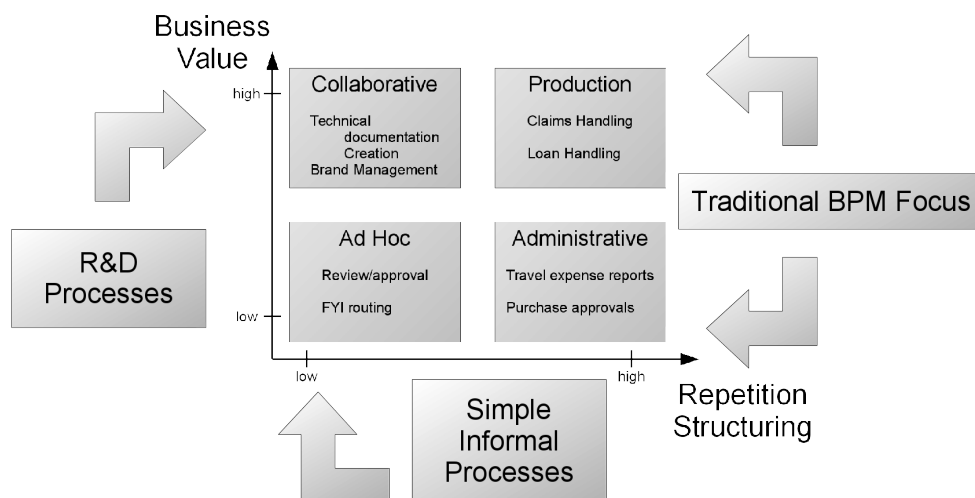 Business
Value
high
Collaborative
Technical
documentation
Creation
Brand Management
Production
Claims Handling
Loan Handling
Traditional BPM Focus
R&D
Processes
Ad Hoc
Review/approval
FYI routing
Administrative
Travel expense reports
Purchase approvals
low
low
high
Repetition
Structuring
Simple
Informal
Processes